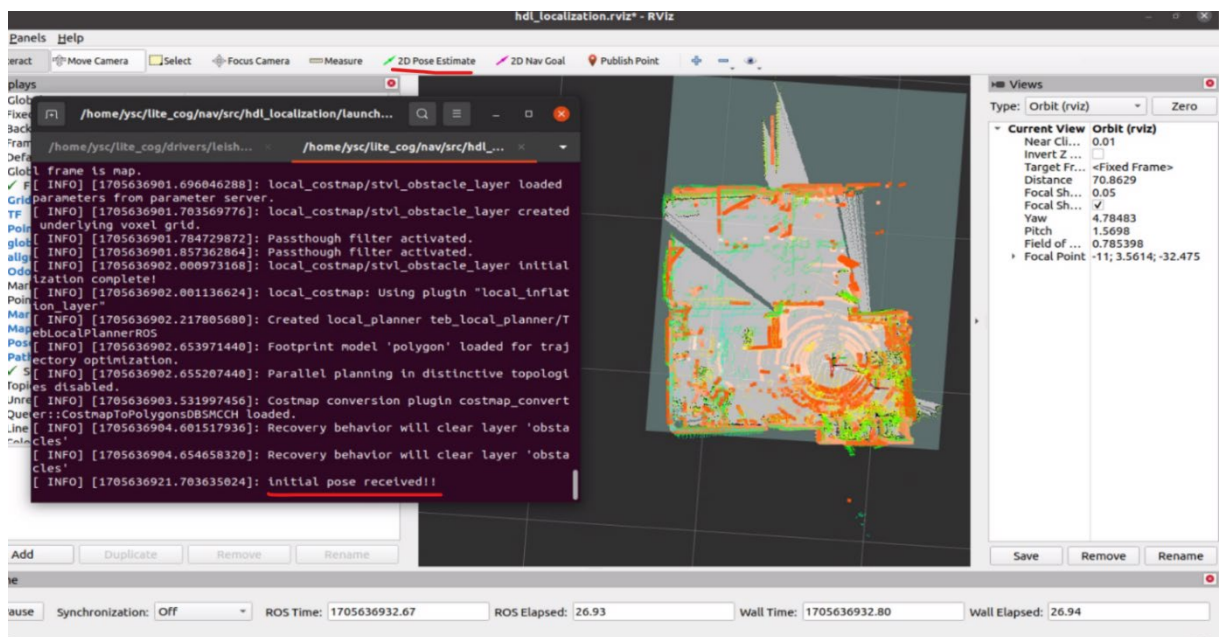 hdl_localization.rviz* - RViz
Panels Help
Move Camera Select Focus Camera Measure 2D Pose Estimate 2D Nav Goal Publish Point
Views
Type: Orbit (rviz) Zero
Current View Orbit (rviz)
Near Cli... 0.01
Invert Z ...
Target Fr... <Fixed Frame>
Distance 70.8629
Focal Sh... 0.05
Focal Sh...
Yaw 4.78483
Pitch 1.5698
Field of ... 0.785398
Focal Point -11; 3.5614; -32.475
/home/ysc/lite_cog/nav/src/hdl_localization/launch...
/home/ysc/lite_cog/drivers/leish... /home/ysc/lite_cog/nav/src/hdl_...
l frame is map.
[ INFO] [1705636901.696046288]: local_costmap/stvl_obstacle_layer loaded
parameters from parameter server.
[ INFO] [1705636901.703569776]: local_costmap/stvl_obstacle_layer created
underlying voxel grid.
[ INFO] [1705636901.784729872]: Passthough filter activated.
[ INFO] [1705636901.857362864]: Passthough filter activated.
[ INFO] [1705636902.000973168]: local_costmap/stvl_obstacle_layer initial
ization complete!
[ INFO] [1705636902.001136624]: local_costmap: Using plugin "local_inflat
ion_layer"
[ INFO] [1705636902.217805680]: Created local_planner teb_local_planner/T
ebLocalPlannerROS
[ INFO] [1705636902.653971440]: Footprint model 'polygon' loaded for traj
ectory optimization.
[ INFO] [1705636902.655207440]: Parallel planning in distinctive topologi
es disabled.
[ INFO] [1705636903.531997456]: Costmap conversion plugin costmap_convert
er::CostmapToPolygonsDBSMCCH loaded.
[ INFO] [1705636904.601517936]: Recovery behavior will clear layer 'obsta
cles'
[ INFO] [1705636904.654658320]: Recovery behavior will clear layer 'obsta
cles'
[ INFO] [1705636921.703635024]: initial pose received!!
Add Duplicate Remove Rename
Save Remove Rename
Synchronization: Off ROS Time: 1705636932.67 ROS Elapsed: 26.93 Wall Time: 1705636932.80 Wall Elapsed: 26.94